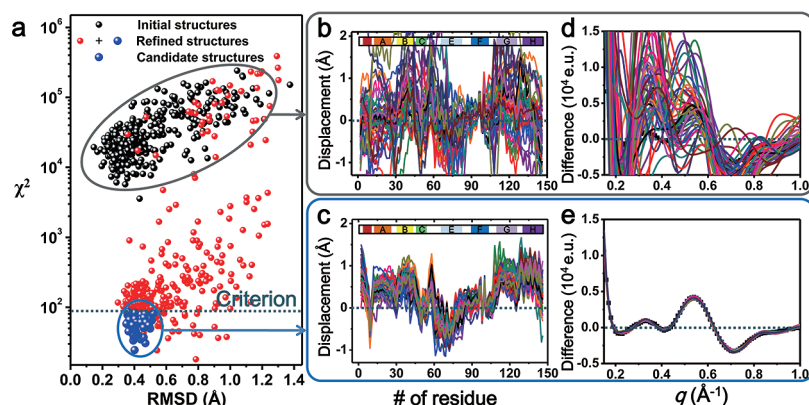 a
Initial structures
+ Refined structures
Candidate structures
Criterion
χ²
10⁶
10⁵
10⁴
10³
10²
0.0 0.2 0.4 0.6 0.8 1.0 1.2 1.4
RMSD (Å)
b
A B C E F G H
Displacement (Å)
2
1
0
-1
0 30 60 90 120 150
c
A B C E F G H
Displacement (Å)
2
1
0
-1
0 30 60 90 120 150
# of residue
d
Difference (10⁴ e.u.)
1.5
1.0
0.5
0.0
-0.5
0.2 0.4 0.6 0.8 1.0
e
Difference (10⁴ e.u.)
1.5
1.0
0.5
0.0
-0.5
0.2 0.4 0.6 0.8 1.0
q (Å⁻¹)